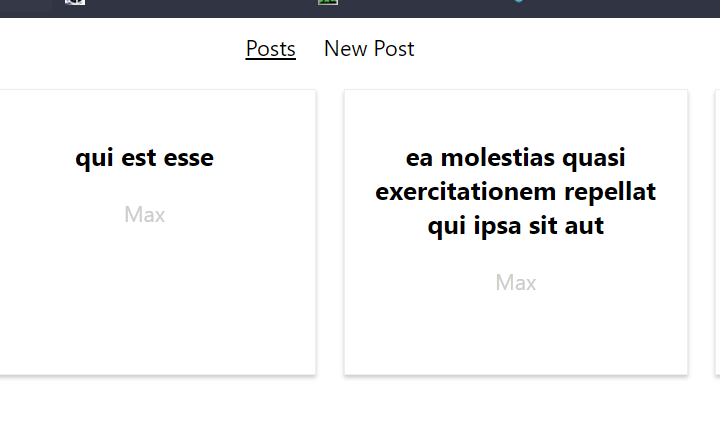 Posts New Post
qui est esse
Max
ea molestias quasi
exercitationem repellat
qui ipsa sit aut
Max